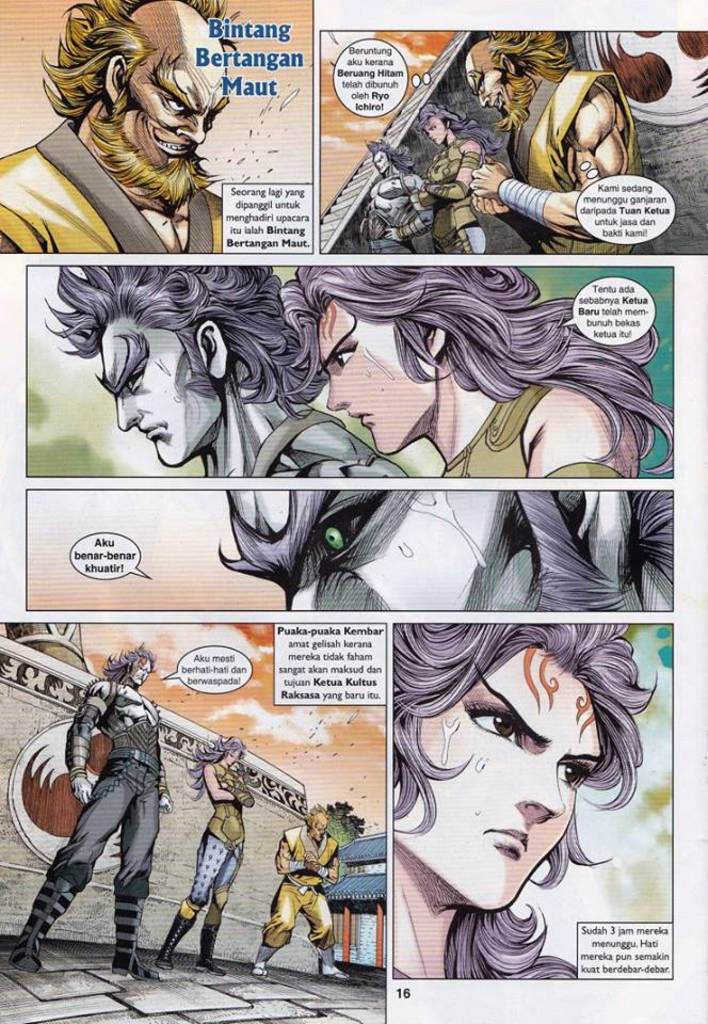 Bintang
Bertangan
Maut
Seorang lagi yang
dipanggil untuk
menghadiri upacara
itu ialah Bintang
Bertangan Maut.
Beruntung
aku kerana
Beruang Hitam
telah dibunuh
oleh Ryo
Ichiro!
Kami sedang
menunggu ganjaran
daripada Tuan Ketua
untuk jasa dan
bakti kami!
Tentu ada
sebabnya Ketua
Baru telah mem-
bunuh bekas
ketua itu!
Aku
benar-benar
khuatir!
Aku mesti
berhati-hati dan
berwaspada!
Puaka-puaka Kembar
amat gelisah kerana
mereka tidak faham
sangat akan maksud dan
tujuan Ketua Kultus
Raksasa yang baru itu.
Sudah 3 jam mereka
menunggu. Hati
mereka pun semakin
kuat berdebar-debar.
16